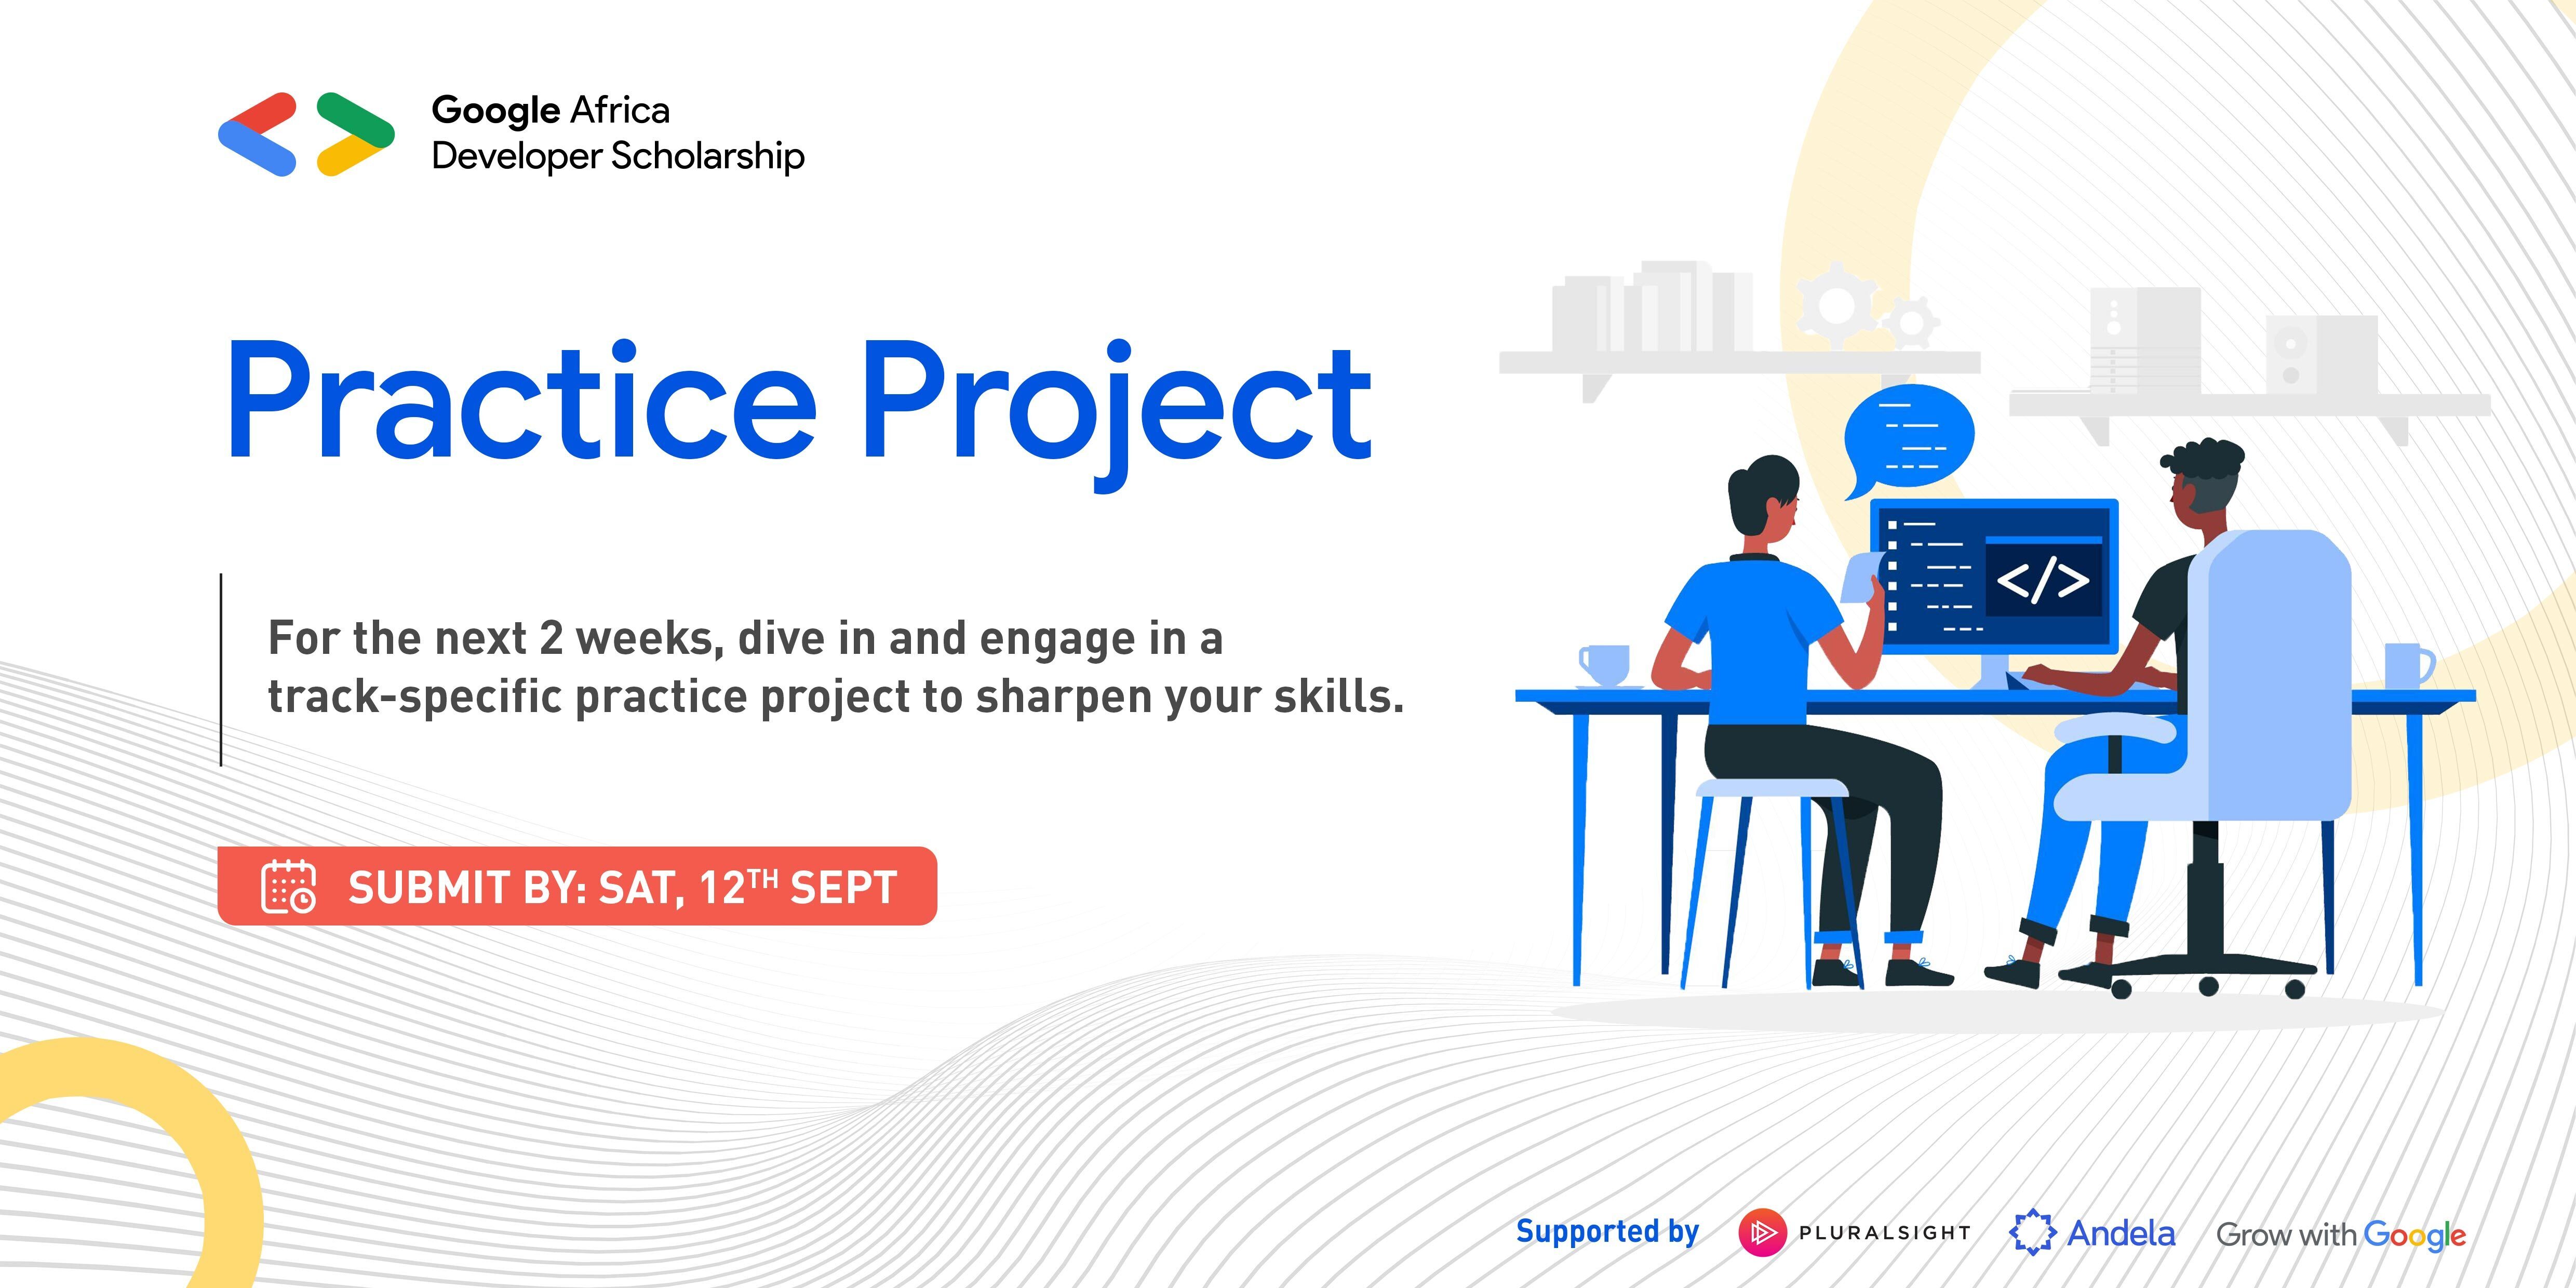 Google Africa
Developer Scholarship
Practice Project
For the next 2 weeks, dive in and engage in a
track-specific practice project to sharpen your skills.
SUBMIT BY: SAT, 12TH SEPT
</>
Supported by
PLURALSIGHT
Andela
Grow with Google